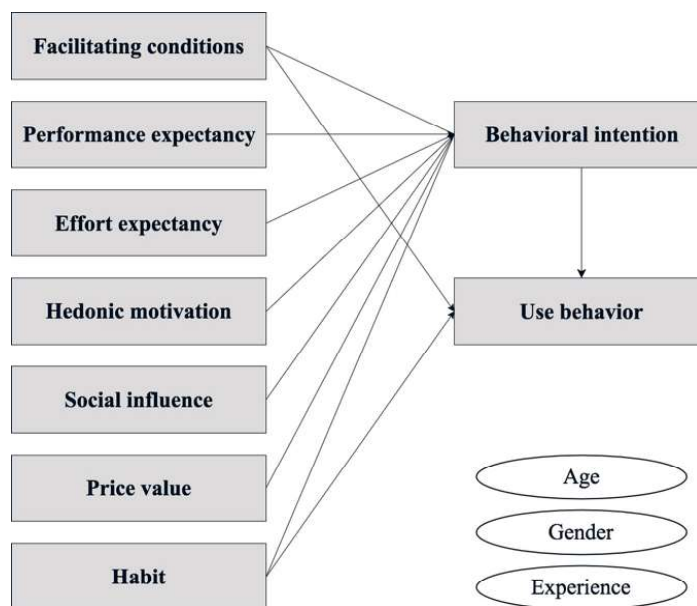 Facilitating conditions
Performance expectancy
Behavioral intention
Effort expectancy
Hedonic motivation
Use behavior
Social influence
Price value
Age
Gender
Habit
Experience